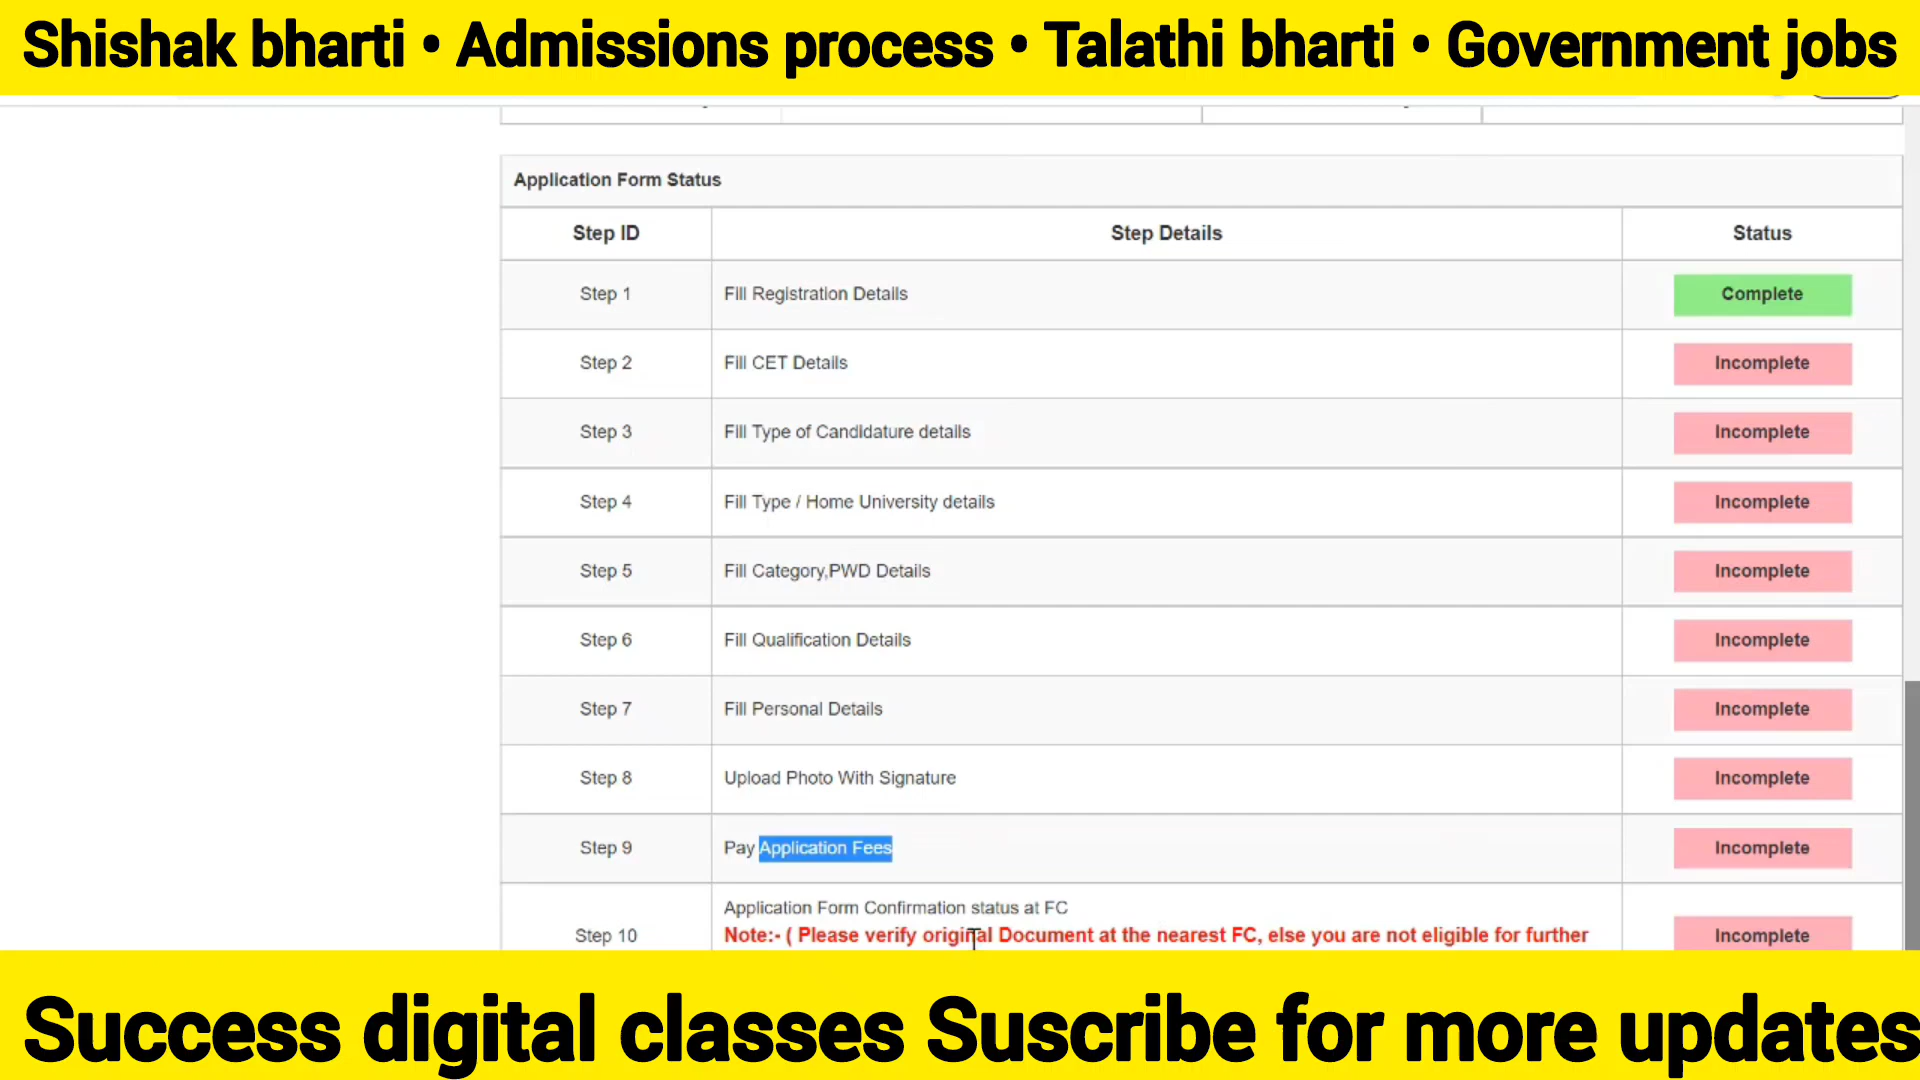 Shishak bharti • Admissions process • Talathi bharti • Government jobs
Application Form Status
Step ID Step Details Status
Step 1 Fill Registration Details Complete
Step 2 Fill CET Details Incomplete
Step 3 Fill Type of Candidature details Incomplete
Step 4 Fill Type / Home University details Incomplete
Step 5 Fill Category,PWD Details Incomplete
Step 6 Fill Qualification Details Incomplete
Step 7 Fill Personal Details Incomplete
Step 8 Upload Photo With Signature Incomplete
Step 9 Pay Application Fees Incomplete
Application Form Confirmation status at FC
Step 10 Note:- ( Please verify original Document at the nearest FC, else you are not eligible for further Incomplete
Success digital classes Suscribe for more updates